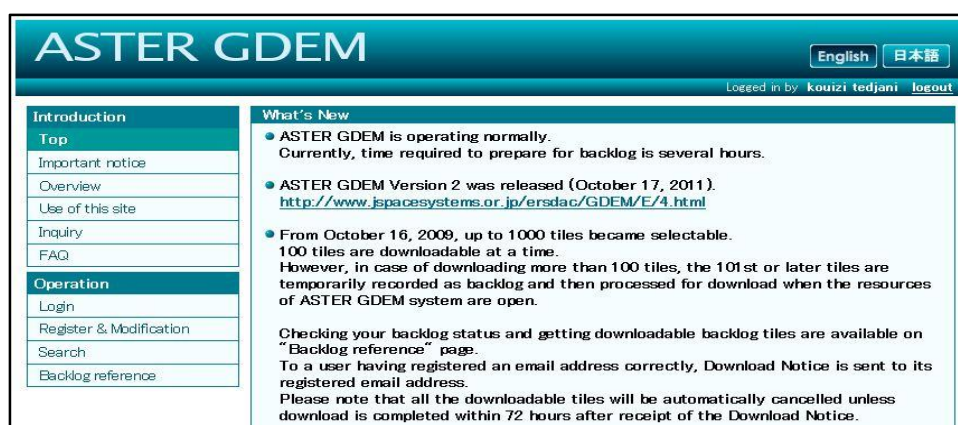 ASTER GDEM
English 日本語
Logged in by kouizi tedjani logout
Introduction
Top
Important notice
Overview
Use of this site
Inquiry
FAQ
Operation
Login
Register & Modification
Search
Backlog reference
What's New
ASTER GDEM is operating normally.
Currently, time required to prepare for backlog is several hours.
ASTER GDEM Version 2 was released (October 17, 2011).
http://www.jspacesystems.or.jp/ersdac/GDEM/E/4.html
From October 16, 2009, up to 1000 tiles became selectable.
100 tiles are downloadable at a time.
However, in case of downloading more than 100 tiles, the 101st or later tiles are
temporarily recorded as backlog and then processed for download when the resources
of ASTER GDEM system are open.
Checking your backlog status and getting downloadable backlog tiles are available on
"Backlog reference" page.
To a user having registered an email address correctly, Download Notice is sent to its
registered email address.
Please note that all the downloadable tiles will be automatically cancelled unless
download is completed within 72 hours after receipt of the Download Notice.